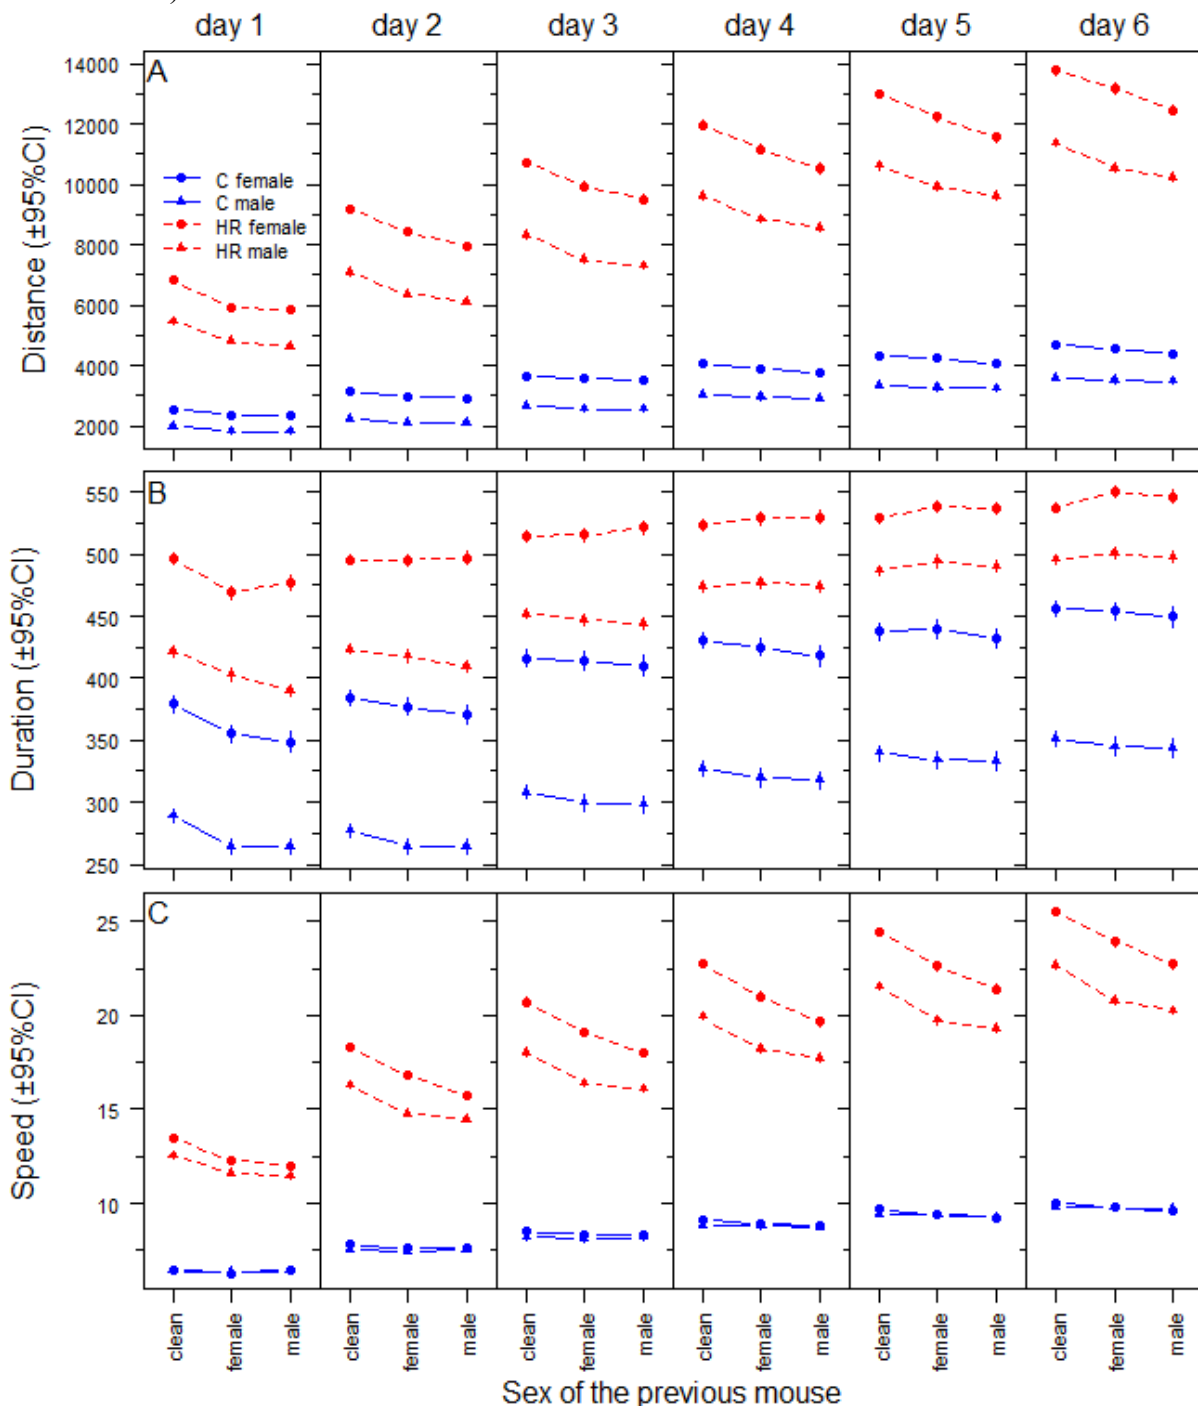 )
day 1 day 2 day 3 day 4 day 5 day 6
A
Distance (±95%CI)
14000
12000
10000
8000
6000
4000
2000
C female
C male
HR female
HR male
B
Duration (±95%CI)
550
500
450
400
350
300
250
C
Speed (±95%CI)
25
20
15
10
clean female male clean female male clean female male clean female male clean female male clean female male
Sex of the previous mouse